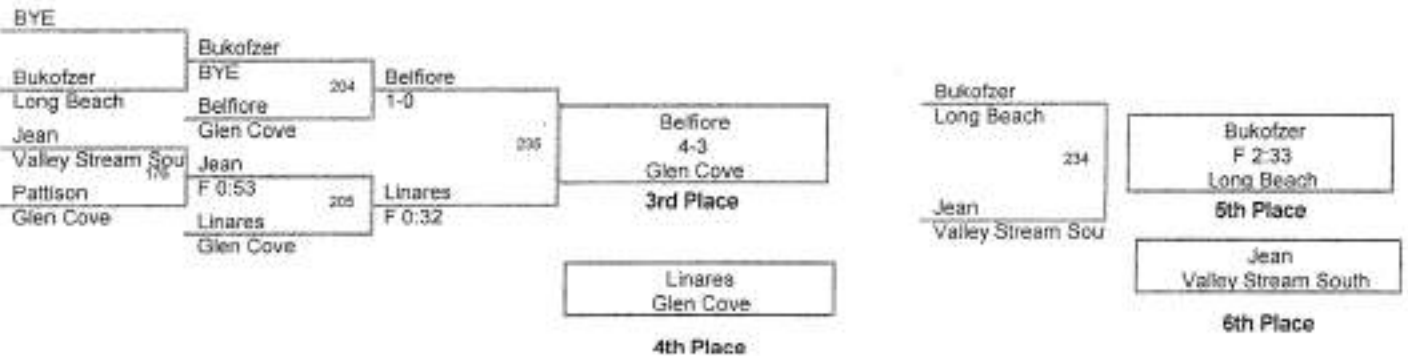 BYE
Bukofzer
Long Beach
Jean
Valley Stream Sou
176
Pattison
Glen Cove
Bukofzer
BYE
204
Belfiore
Glen Cove
Jean
F 0:53
205
Linares
Glen Cove
Belfiore
1-0
235
Linares
F 0:32
Belfiore
4-3
Glen Cove
3rd Place
Linares
Glen Cove
4th Place
Bukofzer
Long Beach
234
Jean
Valley Stream Sou
Bukofzer
F 2:33
Long Beach
5th Place
Jean
Valley Stream South
6th Place